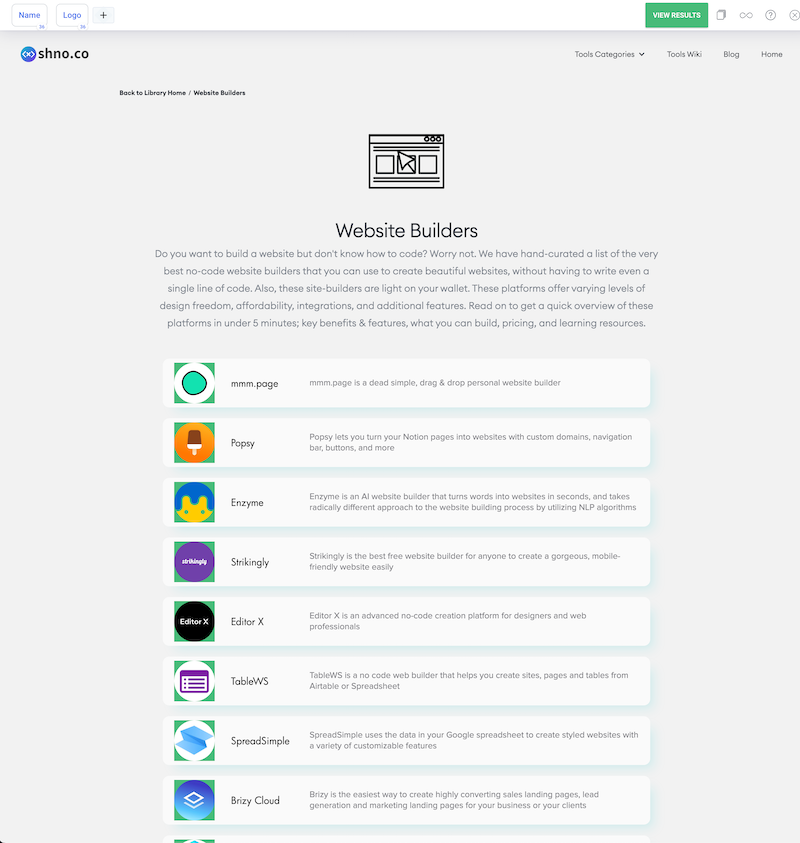 Name
Logo
+
VIEW RESULTS
36
36
shno.co
Tools Categories
Tools Wiki
Blog
Home
Back to Library Home / Website Builders
Website Builders
Do you want to build a website but don't know how to code? Worry not. We have hand-curated a list of the very
best no-code website builders that you can use to create beautiful websites, without having to write even a
single line of code. Also, these site-builders are light on your wallet. These platforms offer varying levels of
design freedom, affordability, integrations, and additional features. Read on to get a quick overview of these
platforms in under 5 minutes; key benefits & features, what you can build, pricing, and learning resources.
mmm.page
mmm.page is a dead simple, drag & drop personal website builder
Popsy
Popsy lets you turn your Notion pages into websites with custom domains, navigation
bar, buttons, and more
Enzyme
Enzyme is an AI website builder that turns words into websites in seconds, and takes
radically different approach to the website building process by utilizing NLP algorithms
strikingly
Strikingly
Strikingly is the best free website builder for anyone to create a gorgeous, mobile-
friendly website easily
Editor X
Editor X
Editor X is an advanced no-code creation platform for designers and web
professionals
TableWS
TableWS is a no code web builder that helps you create sites, pages and tables from
Airtable or Spreadsheet
SpreadSimple
SpreadSimple uses the data in your Google spreadsheet to create styled websites with
a variety of customizable features
Brizy Cloud
Brizy is the easiest way to create highly converting sales landing pages, lead
generation and marketing landing pages for your business or your clients